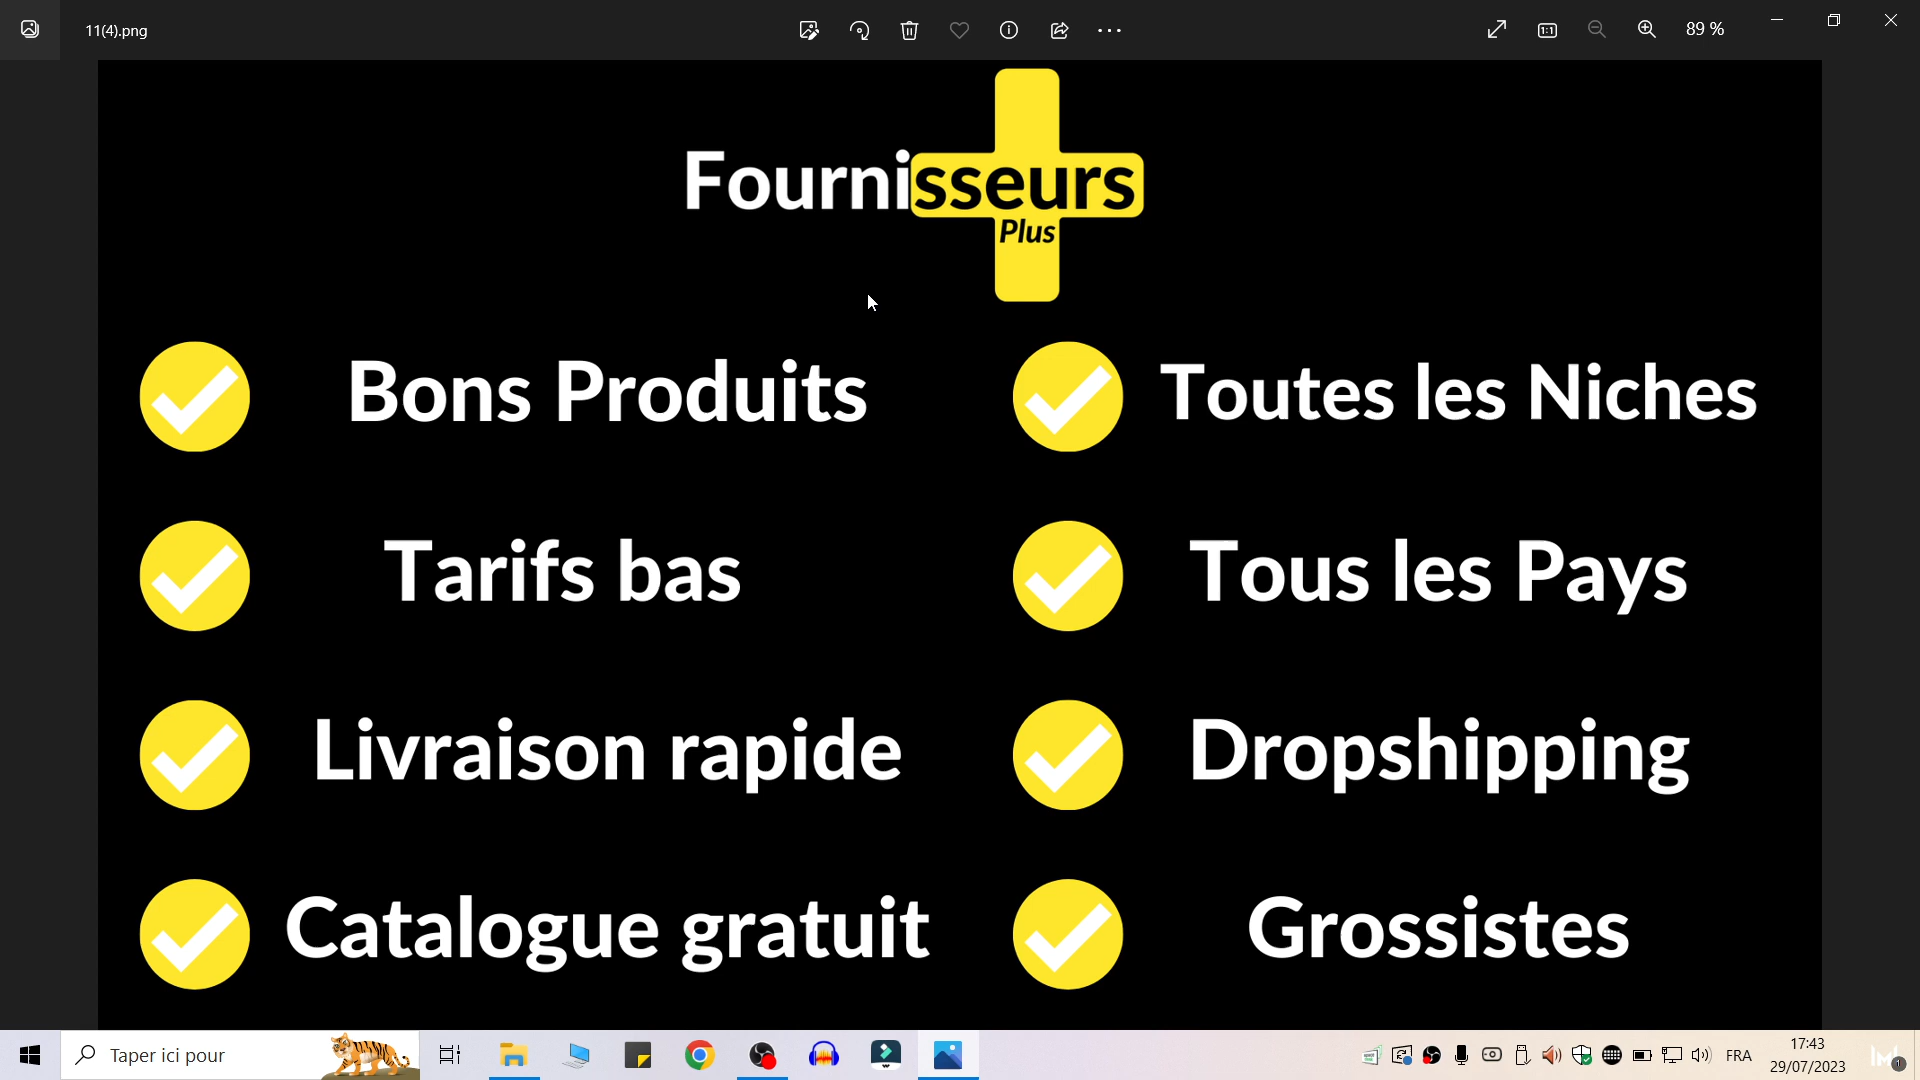 11(4).png
89 %
Fournisseurs
Plus
Bons Produits
Toutes les Niches
Tarifs bas
Tous les Pays
Livraison rapide
Dropshipping
Catalogue gratuit
Grossistes
Taper ici pour
FRA
17:43
29/07/2023